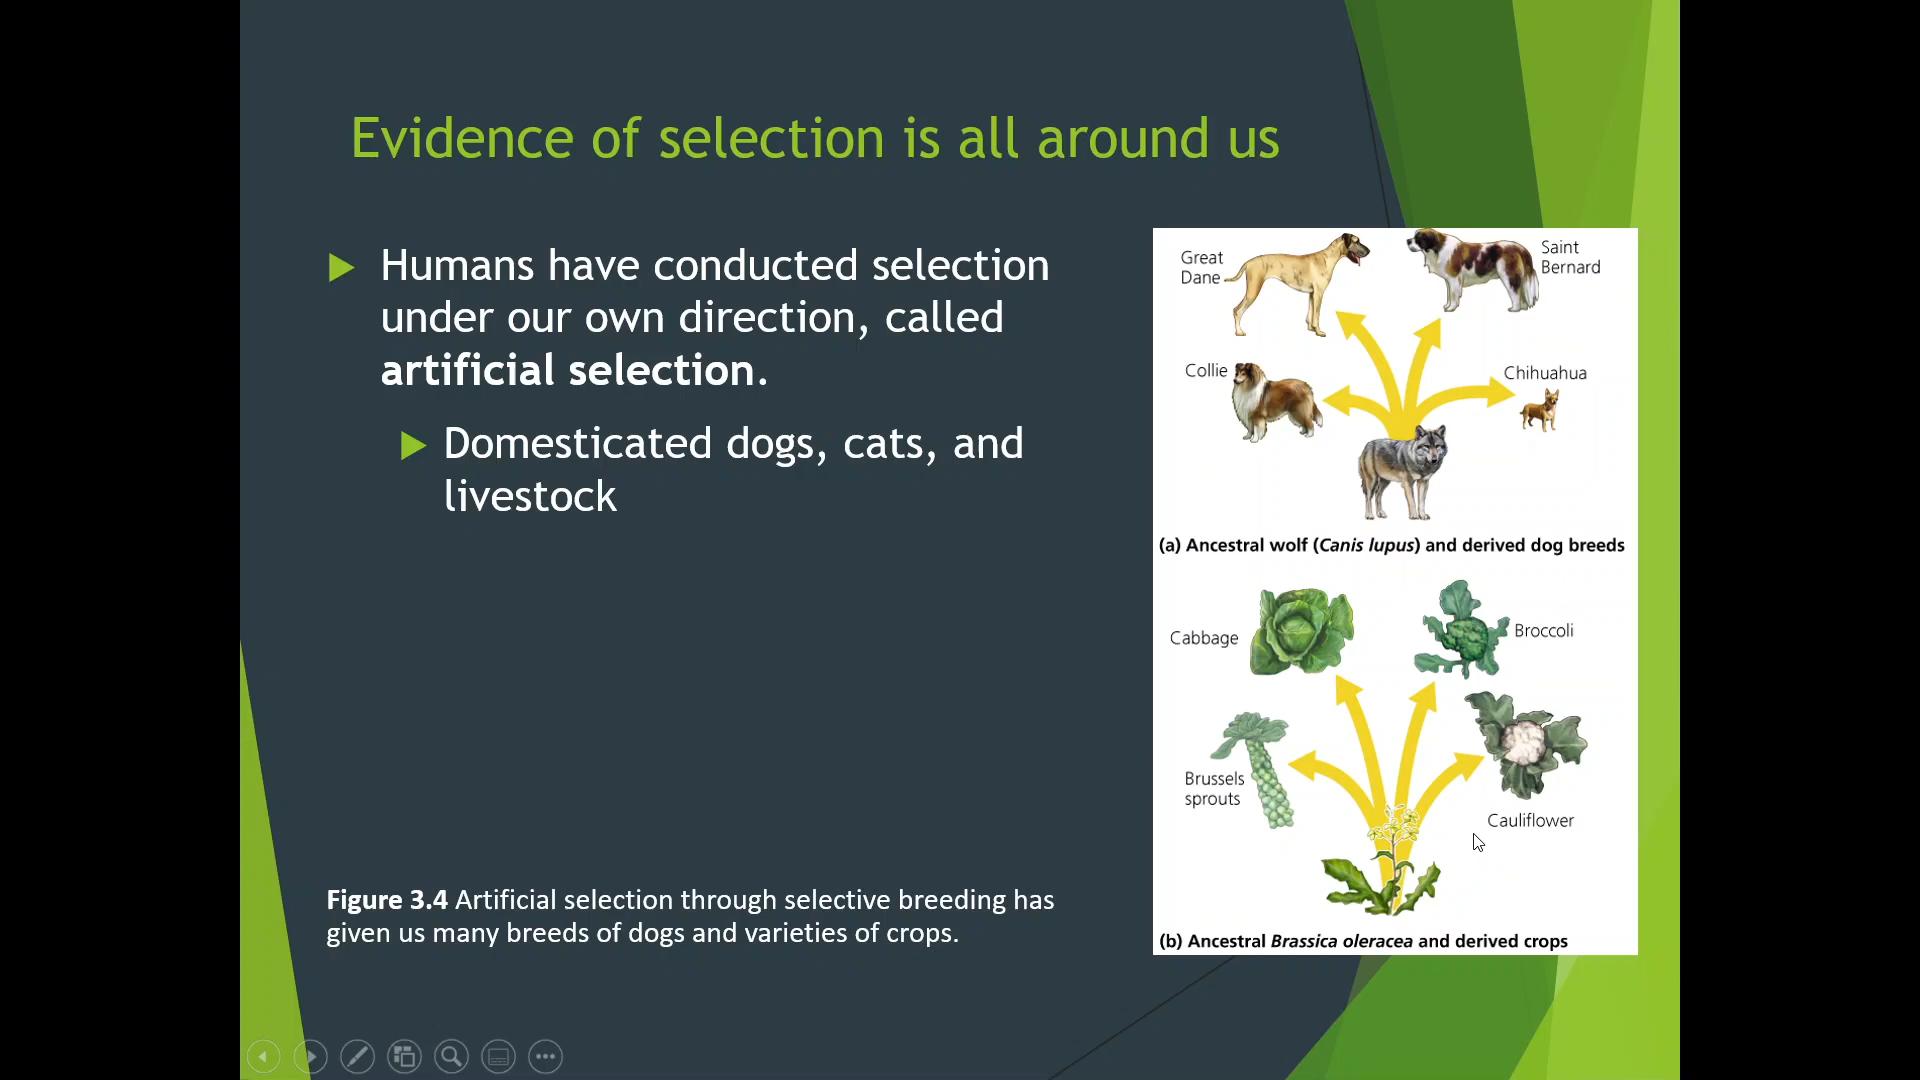 Evidence of selection is all around us
Humans have conducted selection
under our own direction, called
artificial selection.
Domesticated dogs, cats, and
livestock
Figure 3.4 Artificial selection through selective breeding has
given us many breeds of dogs and varieties of crops.
Great
Dane
Saint
Bernard
Collie
Chihuahua
(a) Ancestral wolf (Canis lupus) and derived dog breeds
Cabbage
Broccoli
Brussels
sprouts
Cauliflower
(b) Ancestral Brassica oleracea and derived crops